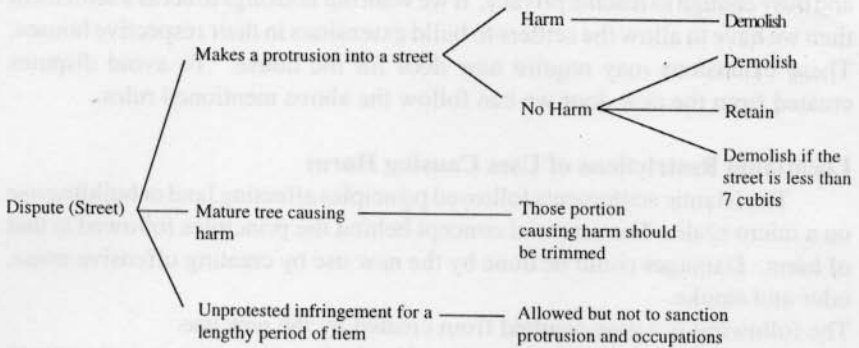 Harm
Demolish
Makes a protrusion into a street
Demolish
No Harm
Retain
Demolish if the
street is less than
7 cubits
Dispute (Street)
Mature tree causing
harm
Those portion
causing harm should
be trimmed
Unprotested infringement for a
lengthy period of tiem
Allowed but not to sanction
protrusion and occupations